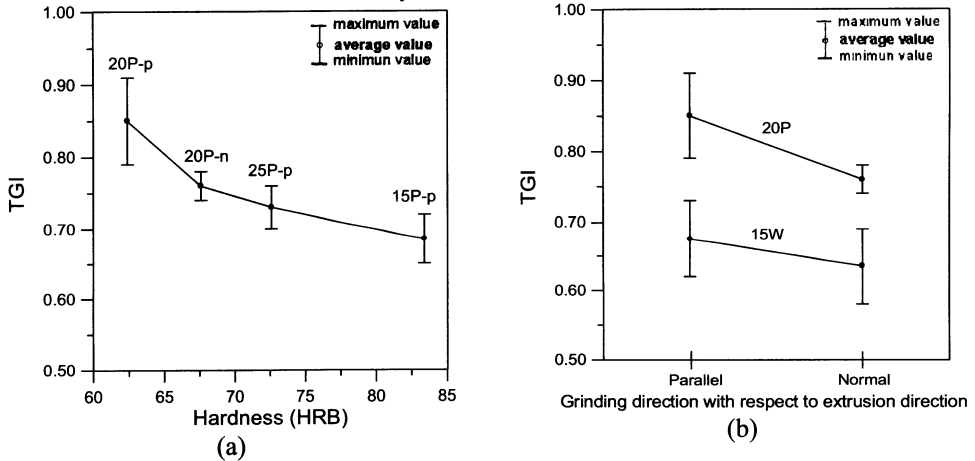 1.00
0.90
0.80
0.70
0.60
0.50
TGI
maximum value
average value
minimun value
20P-p
20P-n
25P-p
15P-p
60 65 70 75 80 85
Hardness (HRB)
(a)
1.00
0.90
0.80
0.70
0.60
0.50
TGI
maximum value
average value
minimun value
20P
15W
Parallel Normal
Grinding direction with respect to extrusion direction
(b)